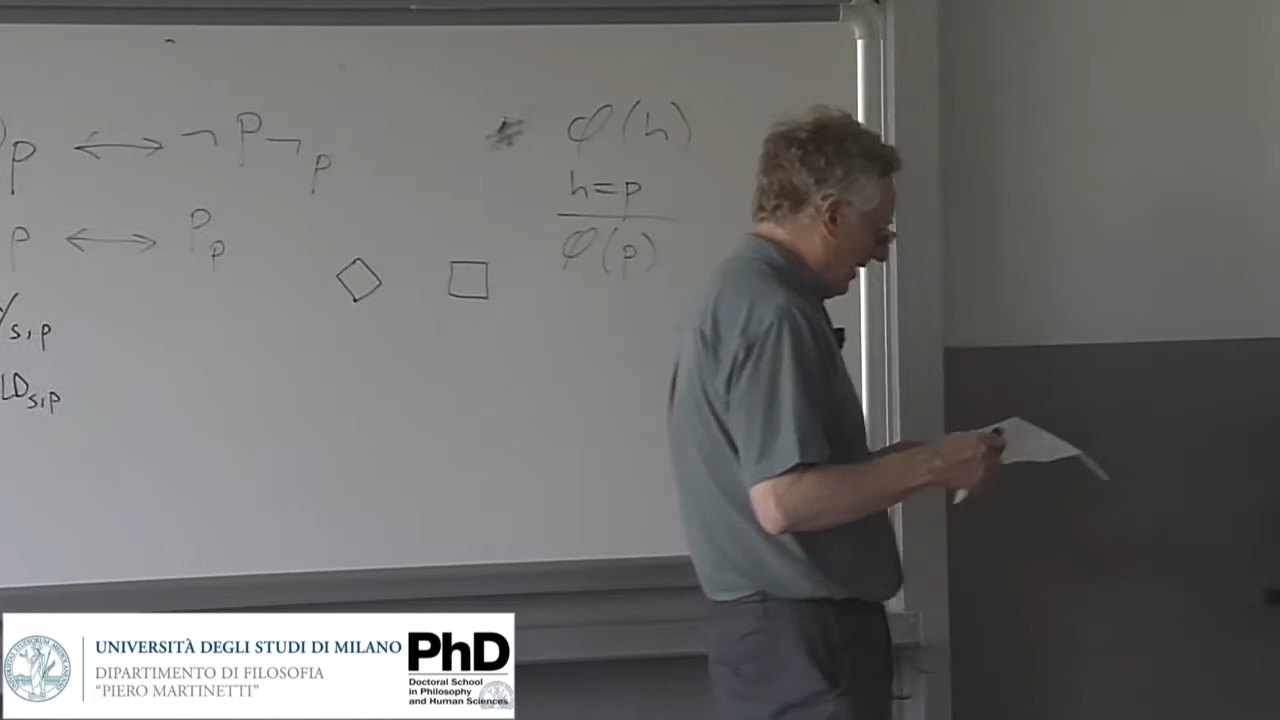 p ↔ ¬P¬p
p ↔ Pp
s,p
LDs,p
◇ □
* φ(h)
h=p
φ(p)
UNIVERSITÀ DEGLI STUDI DI MILANO
DIPARTIMENTO DI FILOSOFIA
"PIERO MARTINETTI"
PhD
Doctoral School
in Philosophy
and Human Sciences